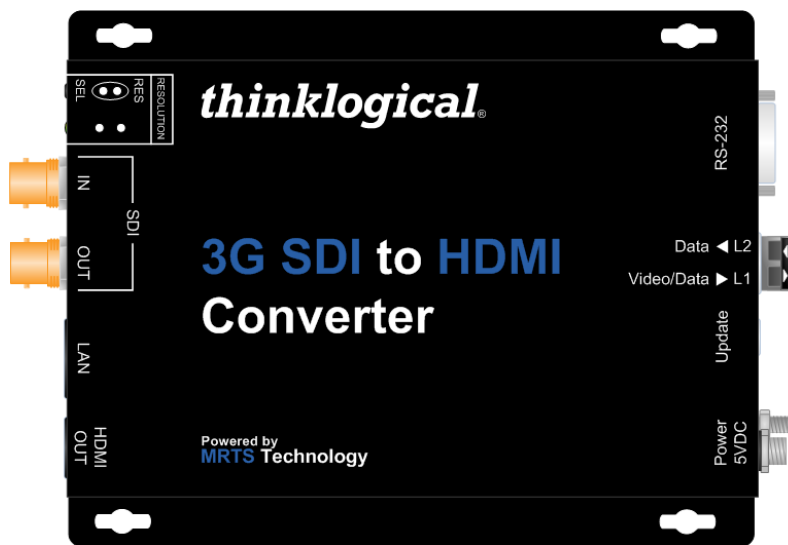 RESOLUTION
RES
SEL
thinklogical®
IN
SDI
OUT
LAN
HDMI
OUT
3G SDI to HDMI
Converter
Powered by
MRTS Technology
RS-232
Data ◀ L2
Video/Data ▶ L1
Update
Power
5VDC